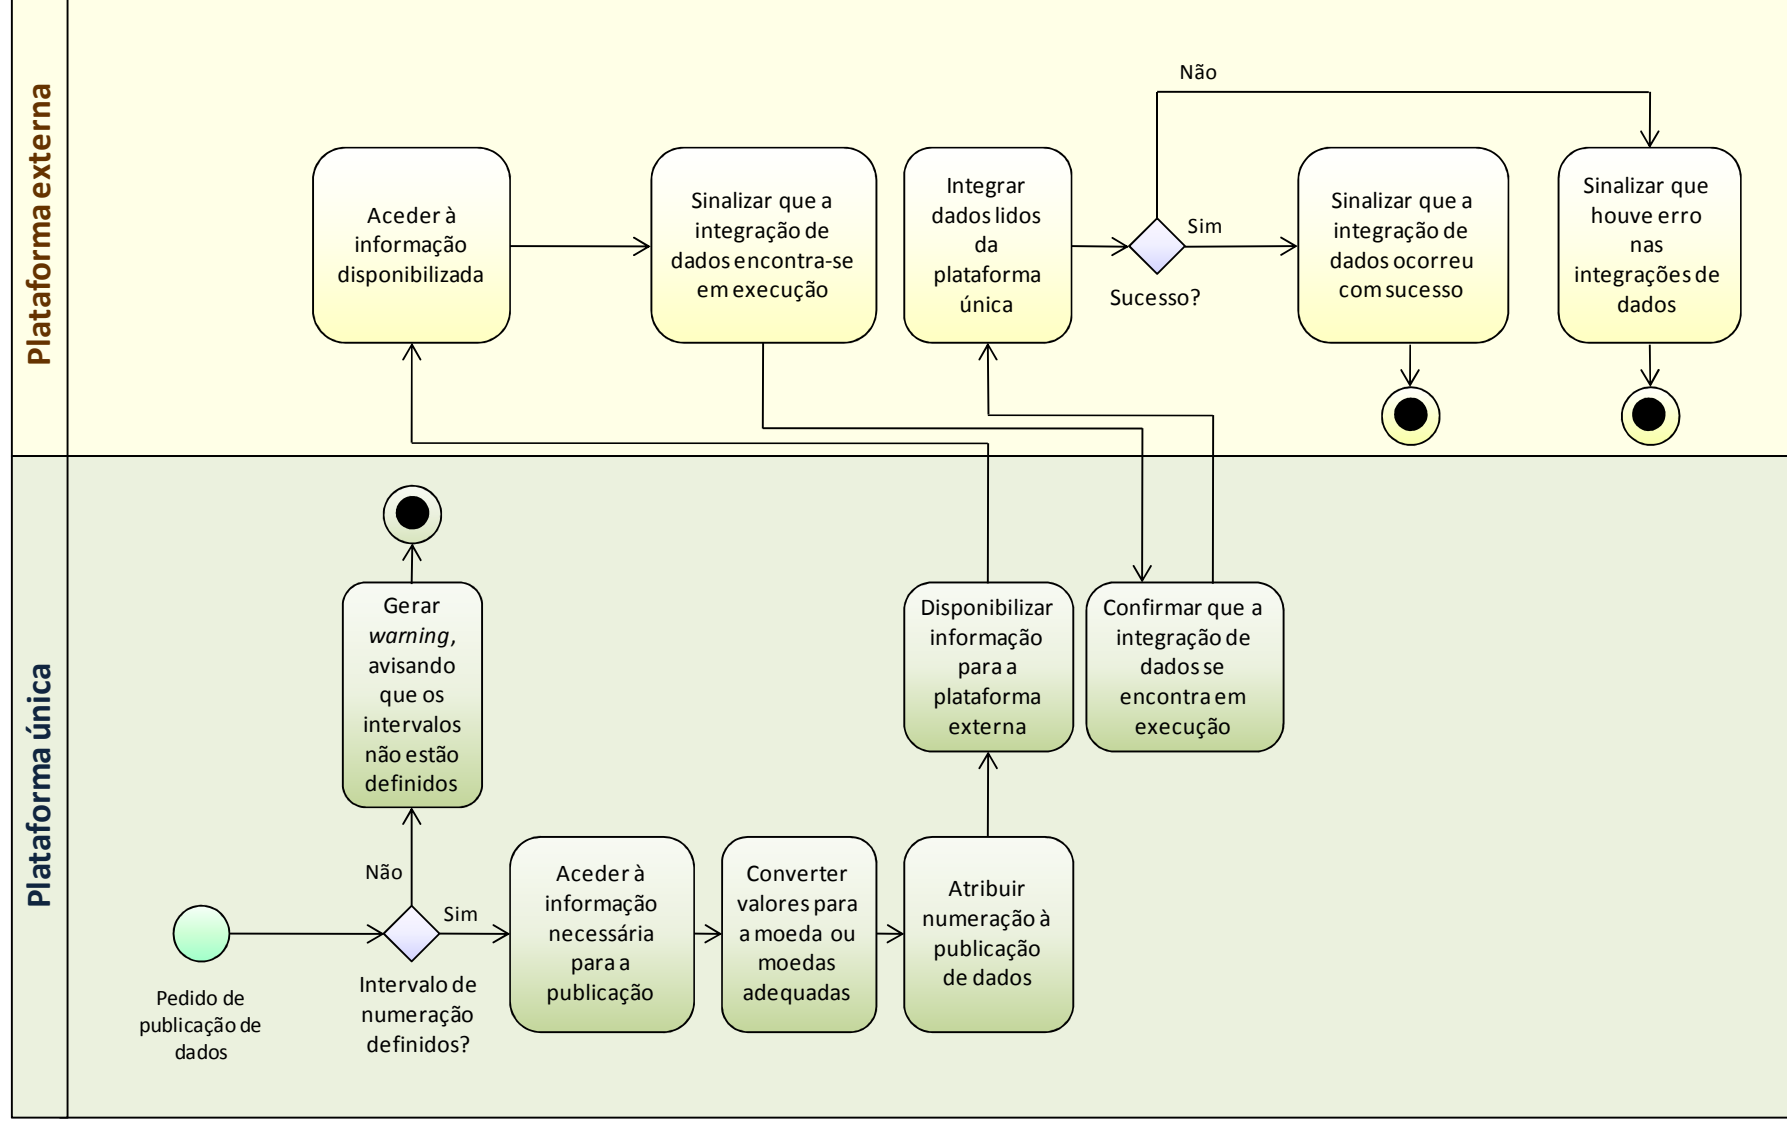 Plataforma externa
Não
Aceder à
informação
disponibilizada
Sinalizar que a
integração de
dados encontra-se
em execução
Integrar
dados lidos
da
plataforma
única
Sim
Sucesso?
Sinalizar que a
integração de
dados ocorreu
com sucesso
Sinalizar que
houve erro
nas
integrações de
dados
Plataforma única
Gerar
warning,
avisando
que os
intervalos
não estão
definidos
Disponibilizar
informação
para a
plataforma
externa
Confirmar que a
integração de
dados se
encontra em
execução
Não
Sim
Pedido de
publicação de
dados
Intervalo de
numeração
definidos?
Aceder à
informação
necessária
para a
publicação
Converter
valores para
a moeda ou
moedas
adequadas
Atribuir
numeração à
publicação
de dados